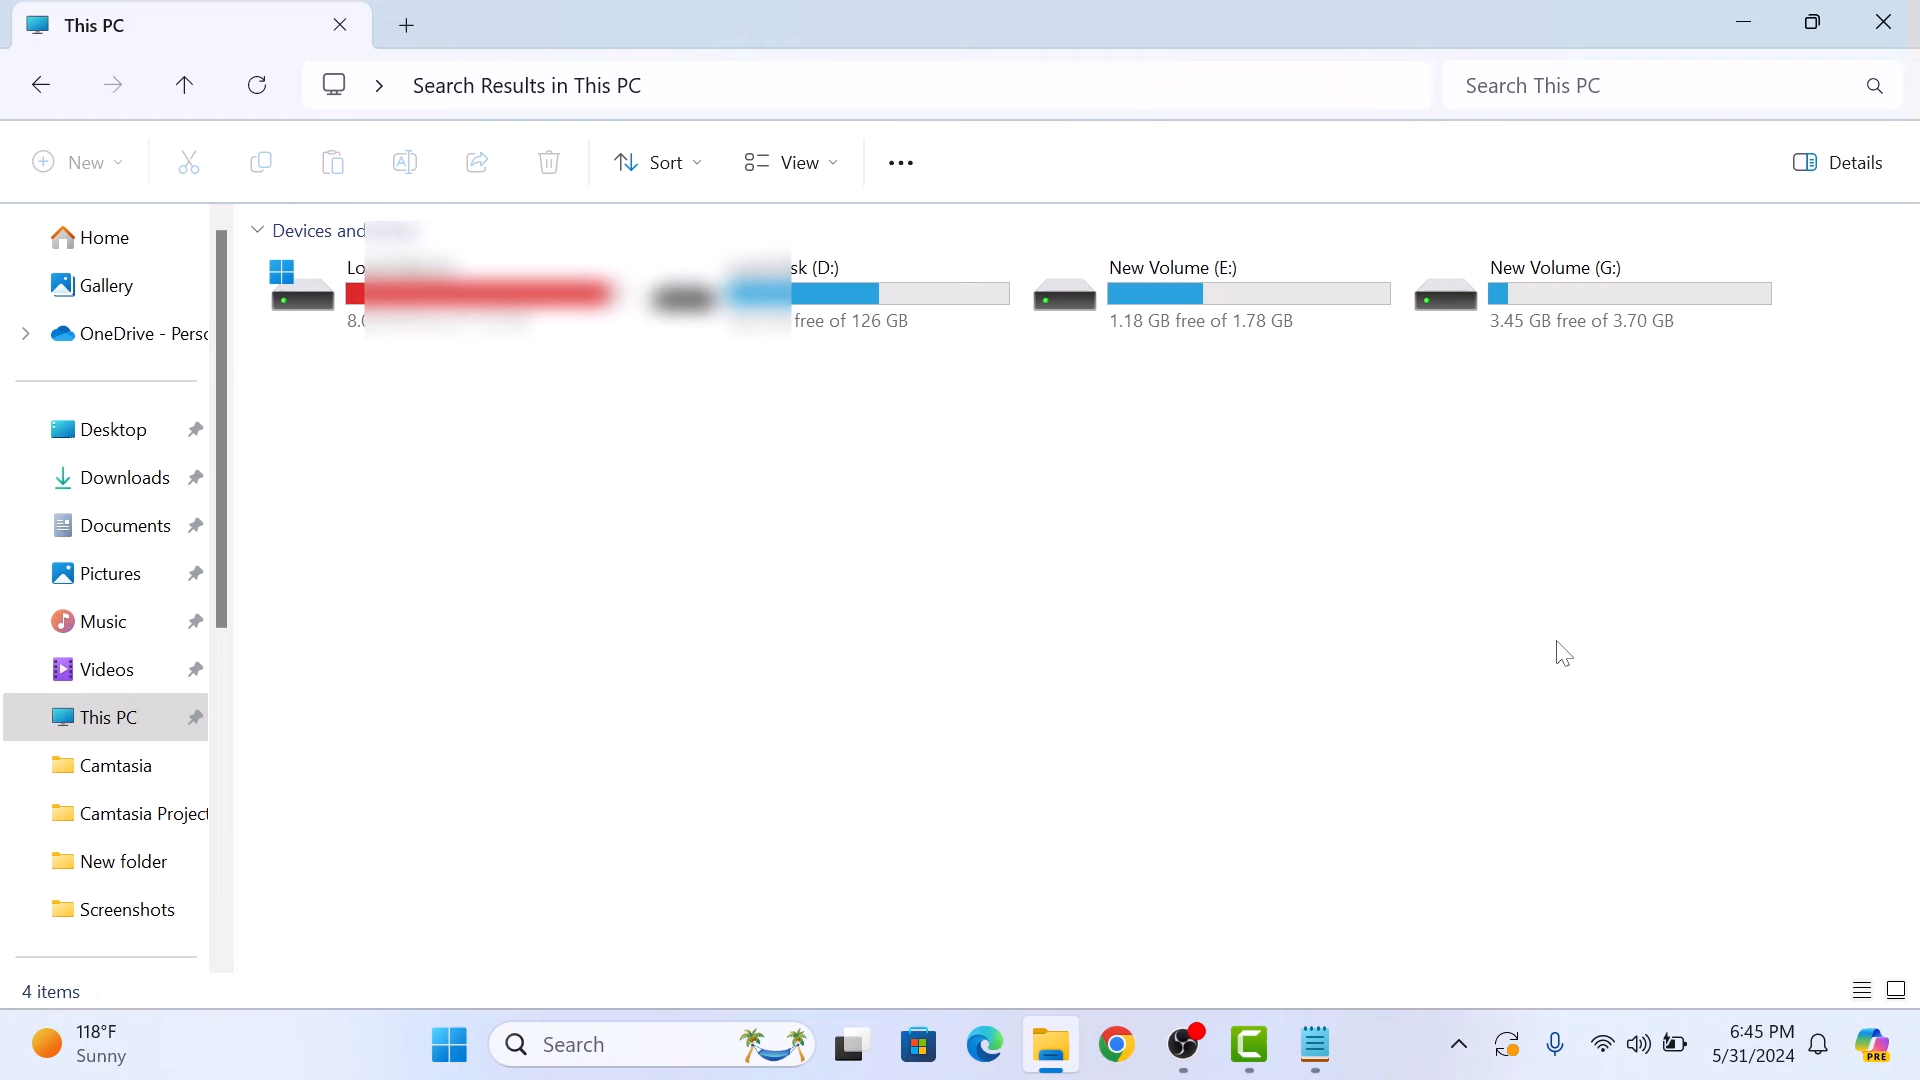 This PC
Search Results in This PC
Search This PC
New
Sort
View
Details
Home
Gallery
OneDrive - Perso
Desktop
Downloads
Documents
Pictures
Music
Videos
This PC
Camtasia
Camtasia Project
New folder
Screenshots
Devices and
Lo
sk (D:)
New Volume (E:)
New Volume (G:)
free of 126 GB
1.18 GB free of 1.78 GB
3.45 GB free of 3.70 GB
4 items
118°F
Sunny
Search
6:45 PM
5/31/2024
PRE